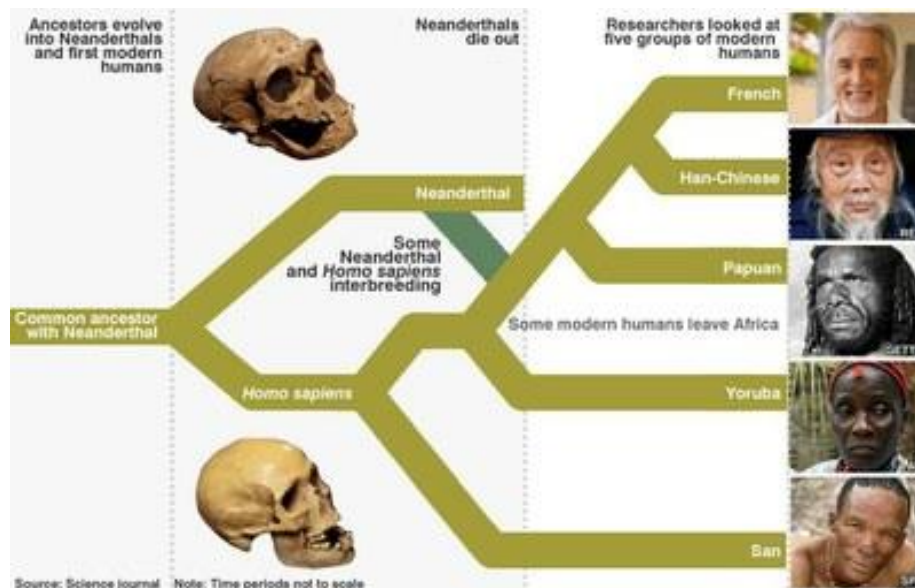 Ancestors evolve
into Neanderthals
and first modern
humans
Neanderthals
die out
Researchers looked at
five groups of modern
humans
French
Han-Chinese
Neanderthal
Some
Neanderthal
and Homo sapiens
interbreeding
Papuan
Common ancestor
with Neanderthal
Some modern humans leave Africa
Homo sapiens
Yoruba
San
Source: Science journal
Note: Time periods not to scale